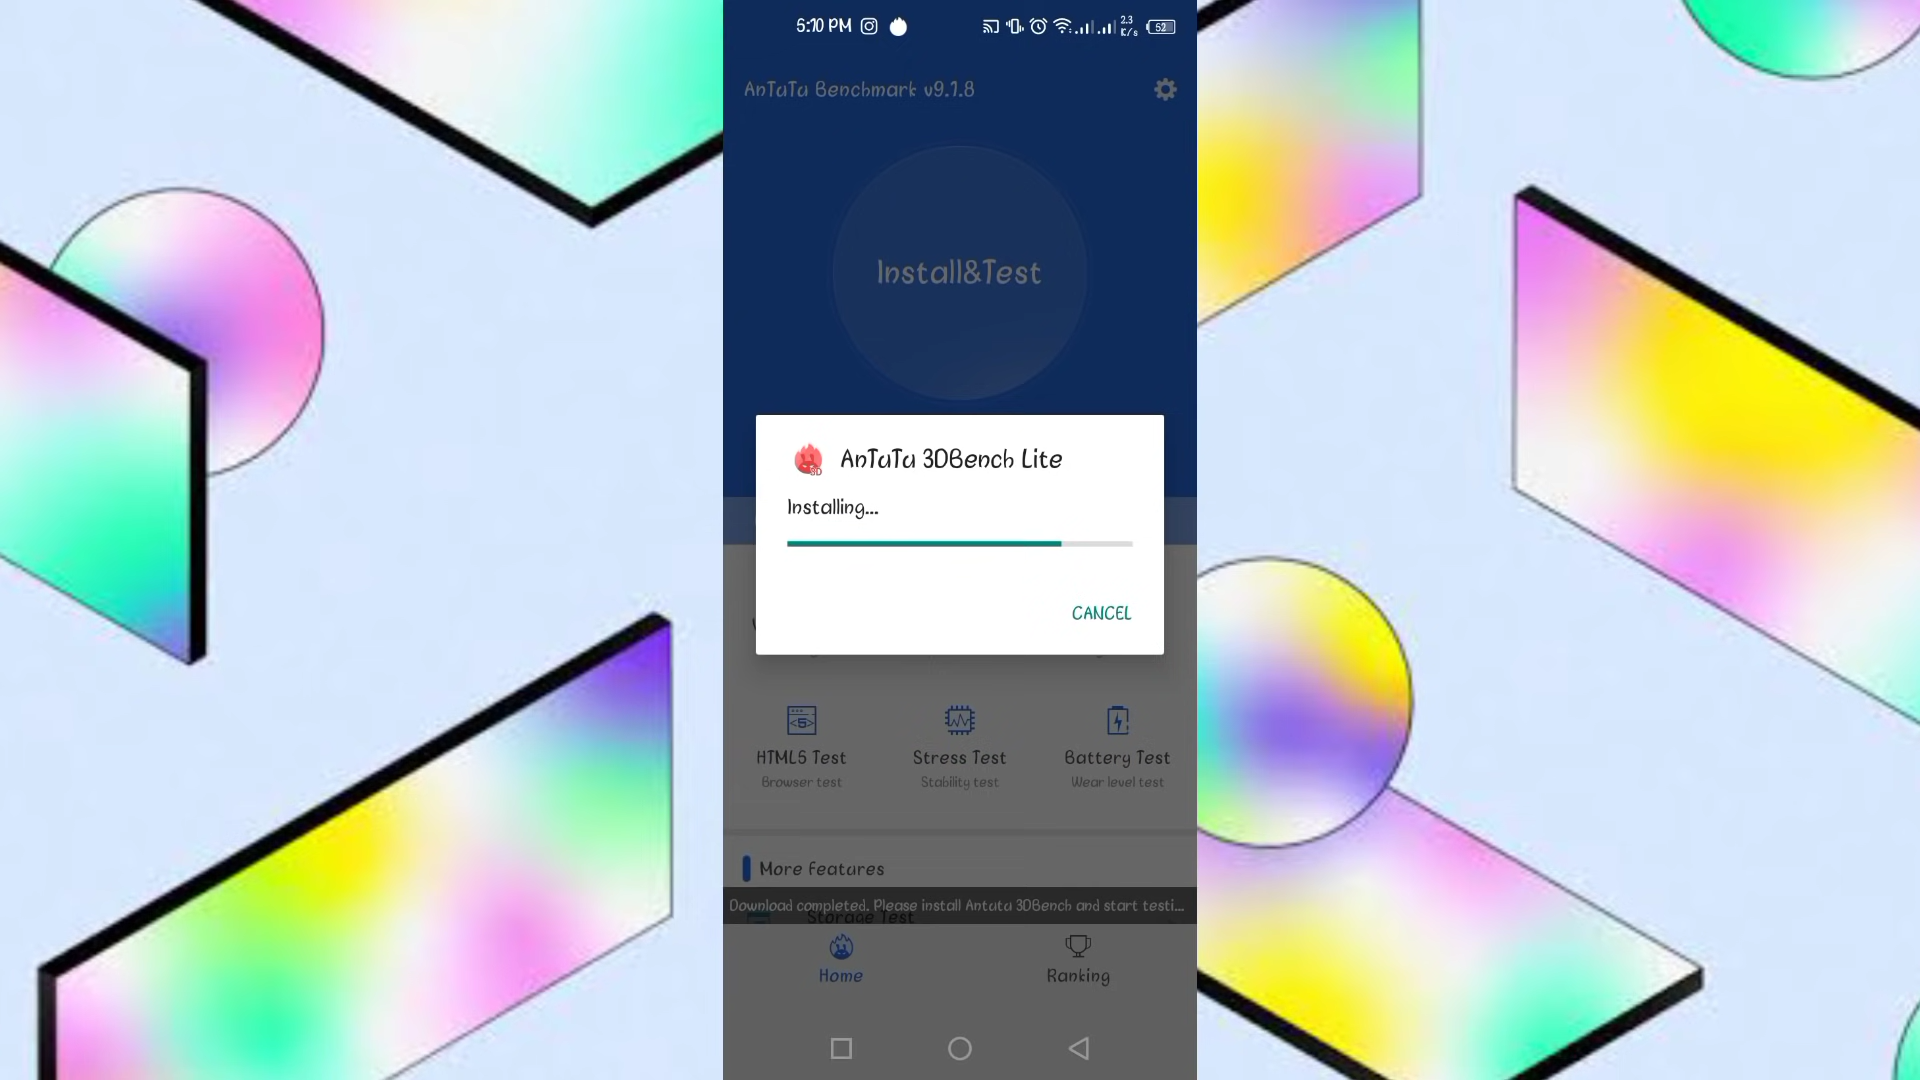 5:10 PM
2.3
K/s
52
AnTuTu Benchmark v9.1.8
Install&Test
AnTuTu 3DBench Lite
3D
Installing...
CANCEL
<5>
HTML5 Test
Stress Test
Battery Test
Browser test
Stability test
Wear level test
More features
Download completed. Please install Antutu 3DBench and start testi...
Storage Test
Home
Ranking